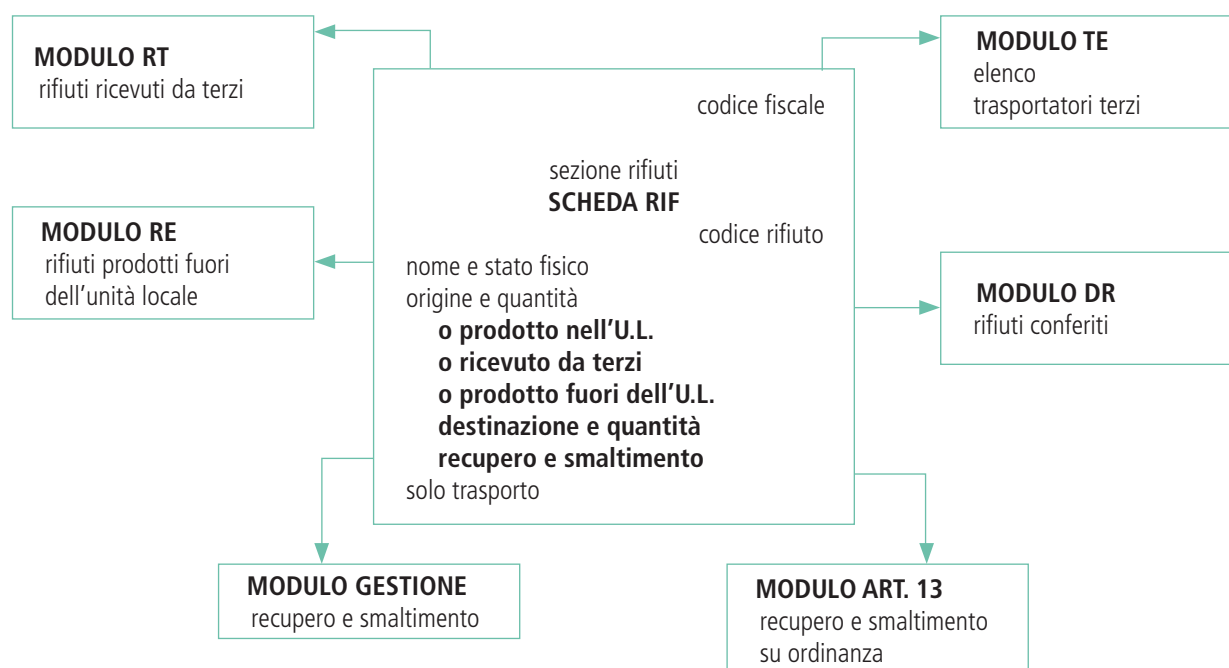 MODULO RT
rifiuti ricevuti da terzi
MODULO TE
elenco
trasportatori terzi
codice fiscale
sezione rifiuti
SCHEDA RIF
codice rifiuto
nome e stato fisico
origine e quantità
o prodotto nell'U.L.
o ricevuto da terzi
o prodotto fuori dell'U.L.
destinazione e quantità
recupero e smaltimento
solo trasporto
MODULO RE
rifiuti prodotti fuori
dell'unità locale
MODULO DR
rifiuti conferiti
MODULO GESTIONE
recupero e smaltimento
MODULO ART. 13
recupero e smaltimento
su ordinanza